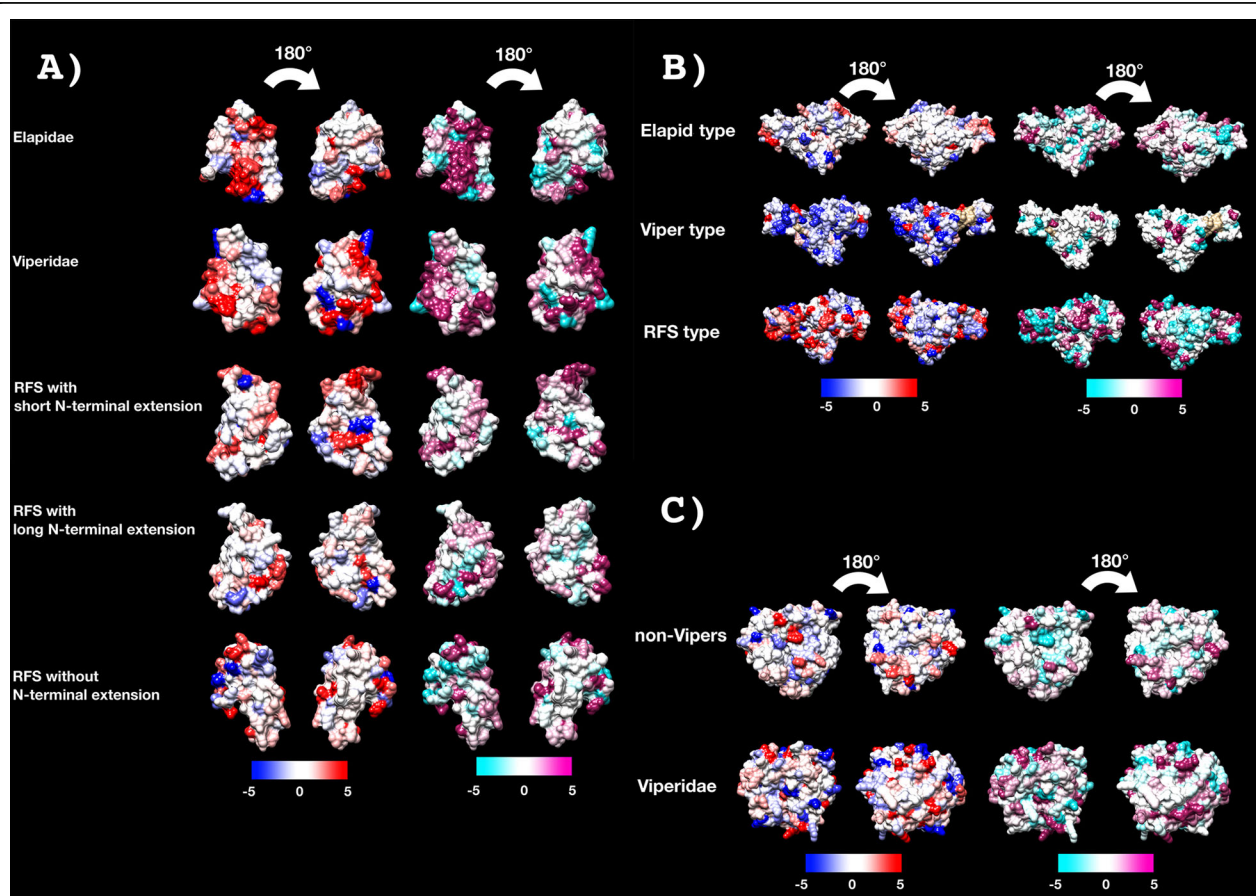 A)
180°
180°
Elapidae
Viperidae
RFS with
short N-terminal extension
RFS with
long N-terminal extension
RFS without
N-terminal extension
-5 0 5
-5 0 5
B)
180°
180°
Elapid type
Viper type
RFS type
-5 0 5
-5 0 5
C)
180°
180°
non-Vipers
Viperidae
-5 0 5
-5 0 5